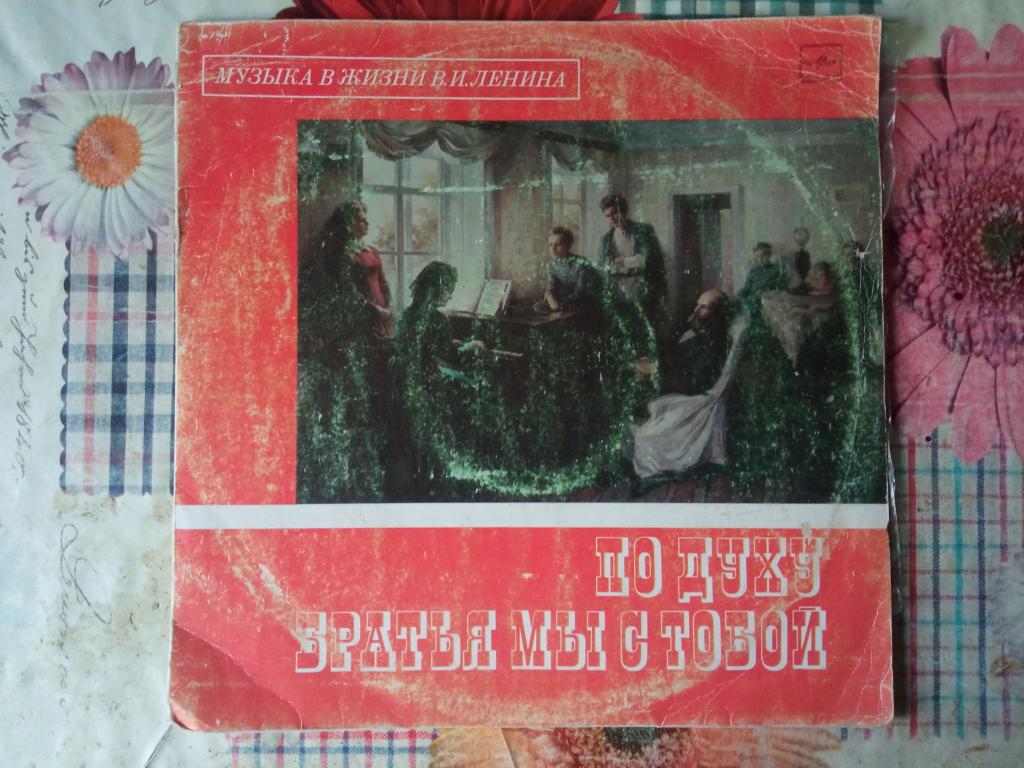 МУЗЫКА В ЖИЗНИ В.И.ЛЕНИНА
ПО ДУХУ
БРАТЬЯ МЫ С ТОБОЙ